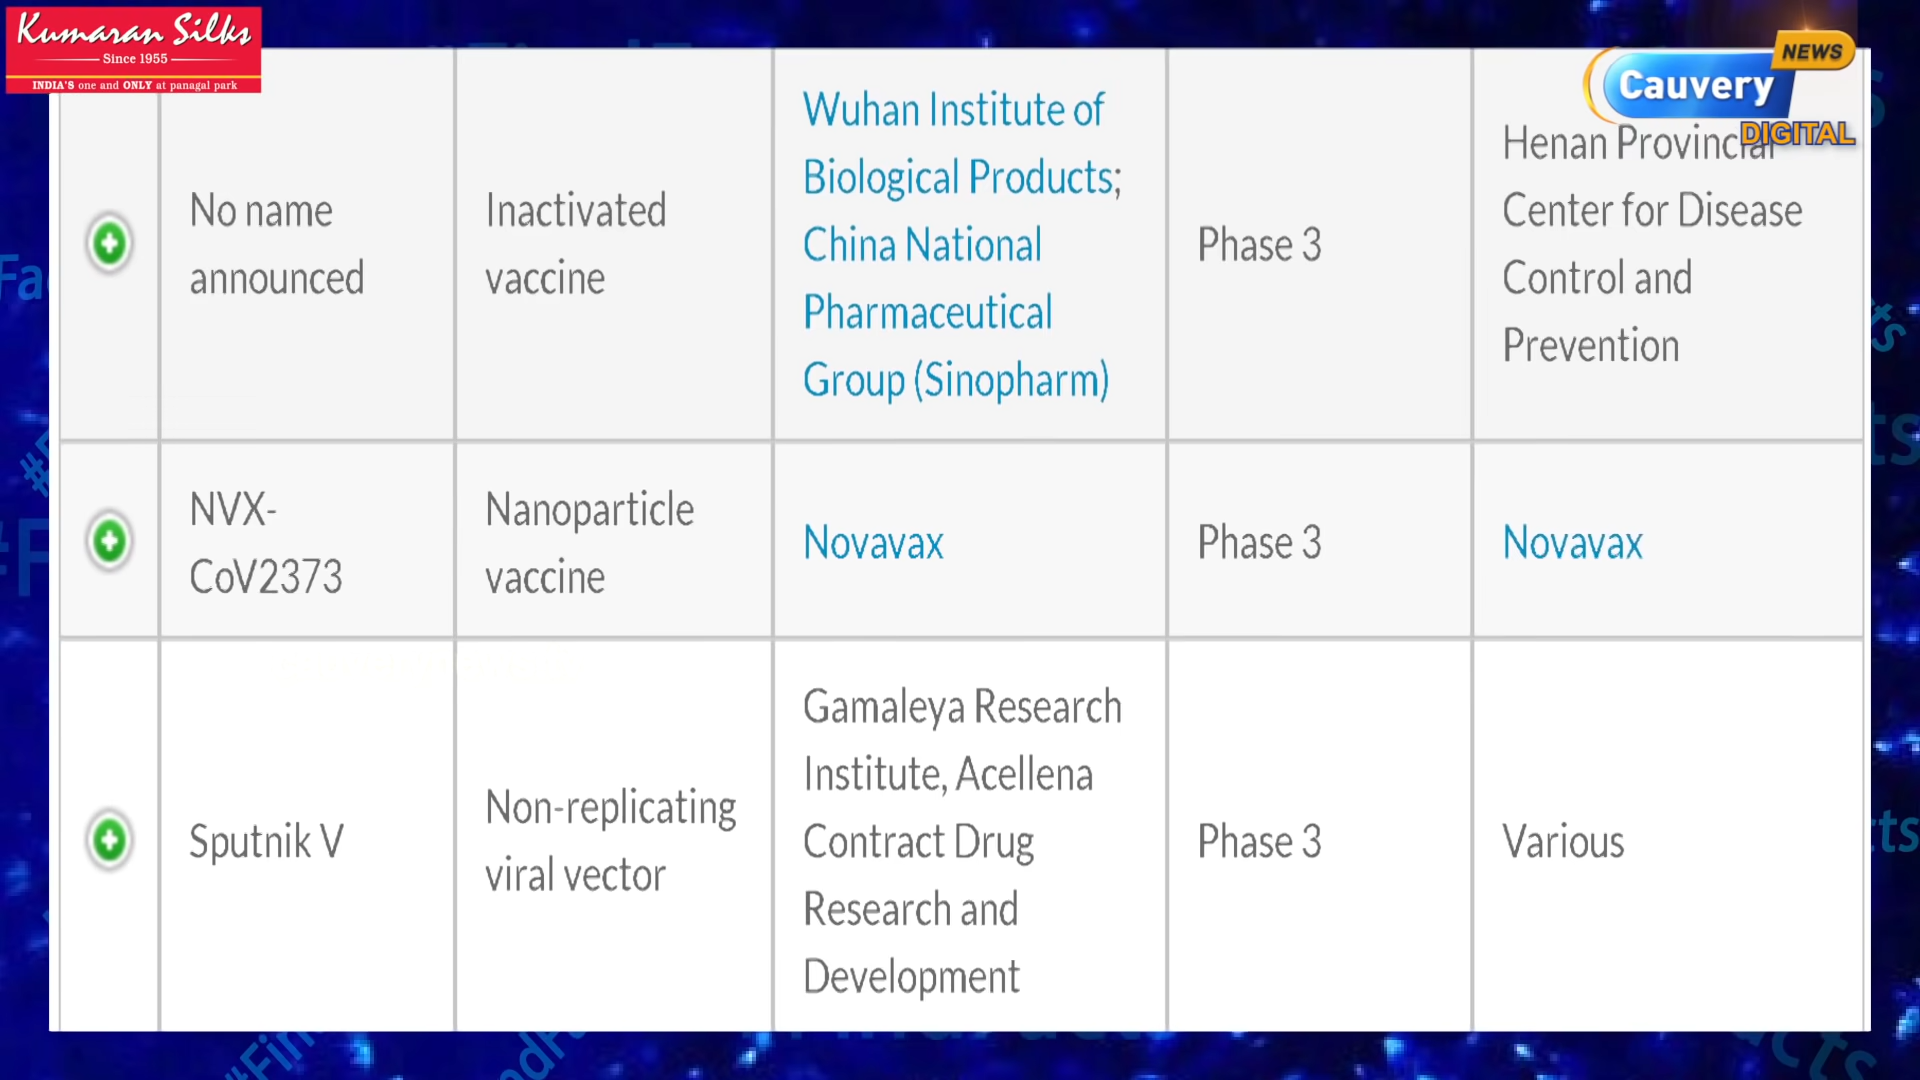 Kumaran Silks
Since 1955
INDIA'S one and ONLY at panagal park
NEWS
Cauvery
DIGITAL
No name
announced
Inactivated
vaccine
Wuhan Institute of
Biological Products;
China National
Pharmaceutical
Group (Sinopharm)
Phase 3
Henan Provincial
Center for Disease
Control and
Prevention
NVX-
CoV2373
Nanoparticle
vaccine
Novavax
Phase 3
Novavax
Sputnik V
Non-replicating
viral vector
Gamaleya Research
Institute, Acellena
Contract Drug
Research and
Development
Phase 3
Various